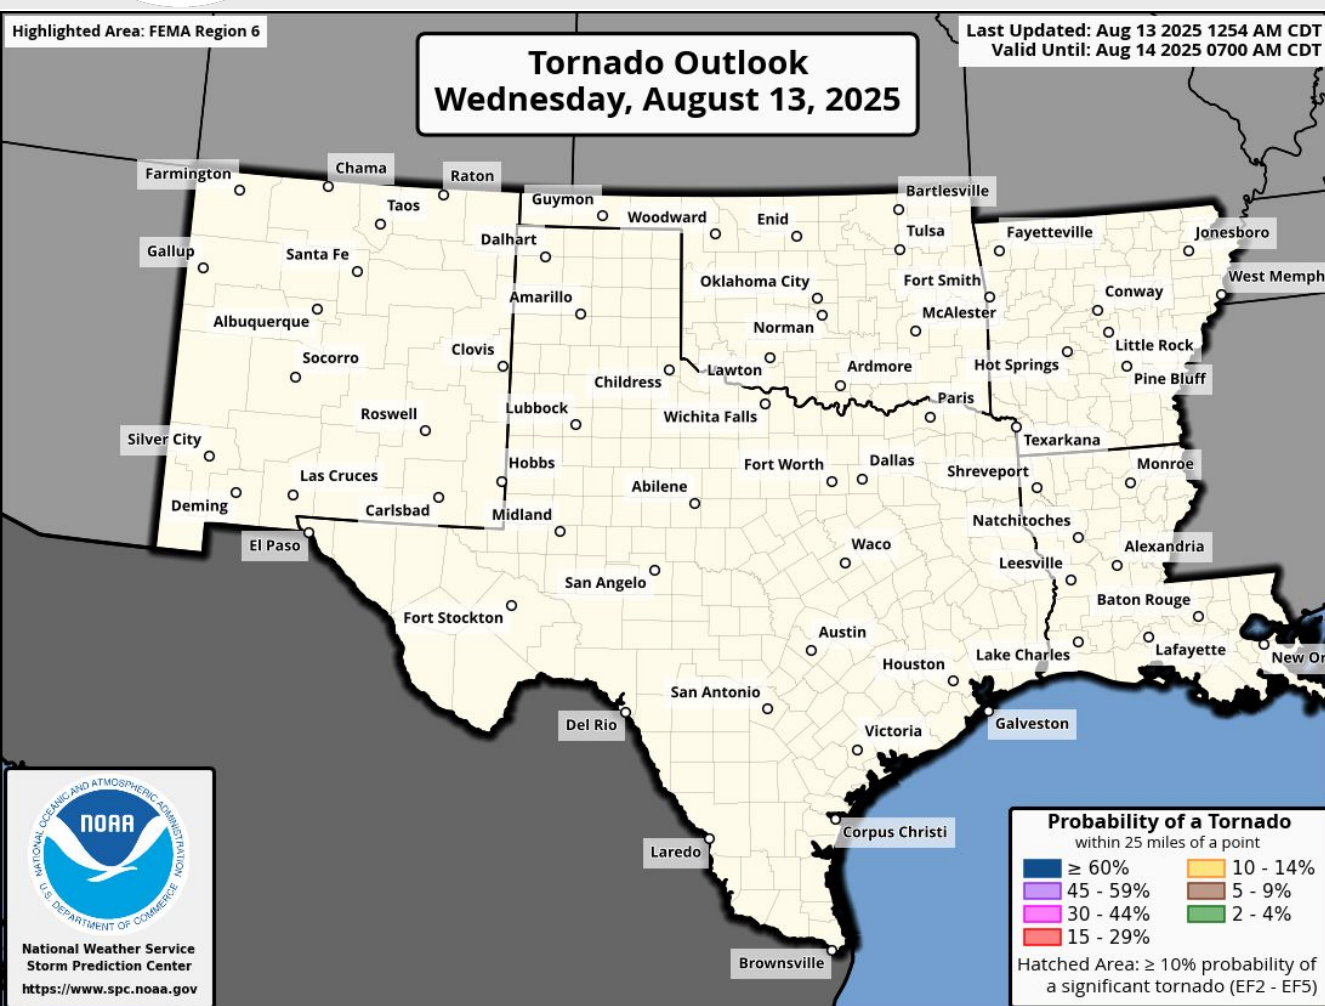 Highlighted Area: FEMA Region 6
Last Updated: Aug 13 2025 1254 AM CDT
Valid Until: Aug 14 2025 0700 AM CDT
Tornado Outlook
Wednesday, August 13, 2025
Farmington
Chama
Raton
Taos
Guymon
Woodward
Enid
Bartlesville
Tulsa
Fayetteville
Jonesboro
Gallup
Santa Fe
Dalhart
Oklahoma City
Fort Smith
West Memph
Amarillo
Conway
Albuquerque
Norman
McAlester
Little Rock
Socorro
Clovis
Childress
Lawton
Ardmore
Hot Springs
Pine Bluff
Roswell
Lubbock
Wichita Falls
Paris
Silver City
Texarkana
Las Cruces
Hobbs
Fort Worth
Dallas
Shreveport
Monroe
Deming
Carlsbad
Midland
Abilene
Natchitoches
El Paso
Waco
Leesville
Alexandria
San Angelo
Fort Stockton
Baton Rouge
Austin
Lake Charles
Lafayette
New Or
Houston
San Antonio
Del Rio
Victoria
Galveston
Laredo
Corpus Christi
Brownsville
NATIONAL OCEANIC AND ATMOSPHERIC ADMINISTRATION
NOAA
U.S. DEPARTMENT OF COMMERCE
National Weather Service
Storm Prediction Center
https://www.spc.noaa.gov
Probability of a Tornado
within 25 miles of a point
≥ 60%
45 - 59%
30 - 44%
15 - 29%
10 - 14%
5 - 9%
2 - 4%
Hatched Area: ≥ 10% probability of
a significant tornado (EF2 - EF5)